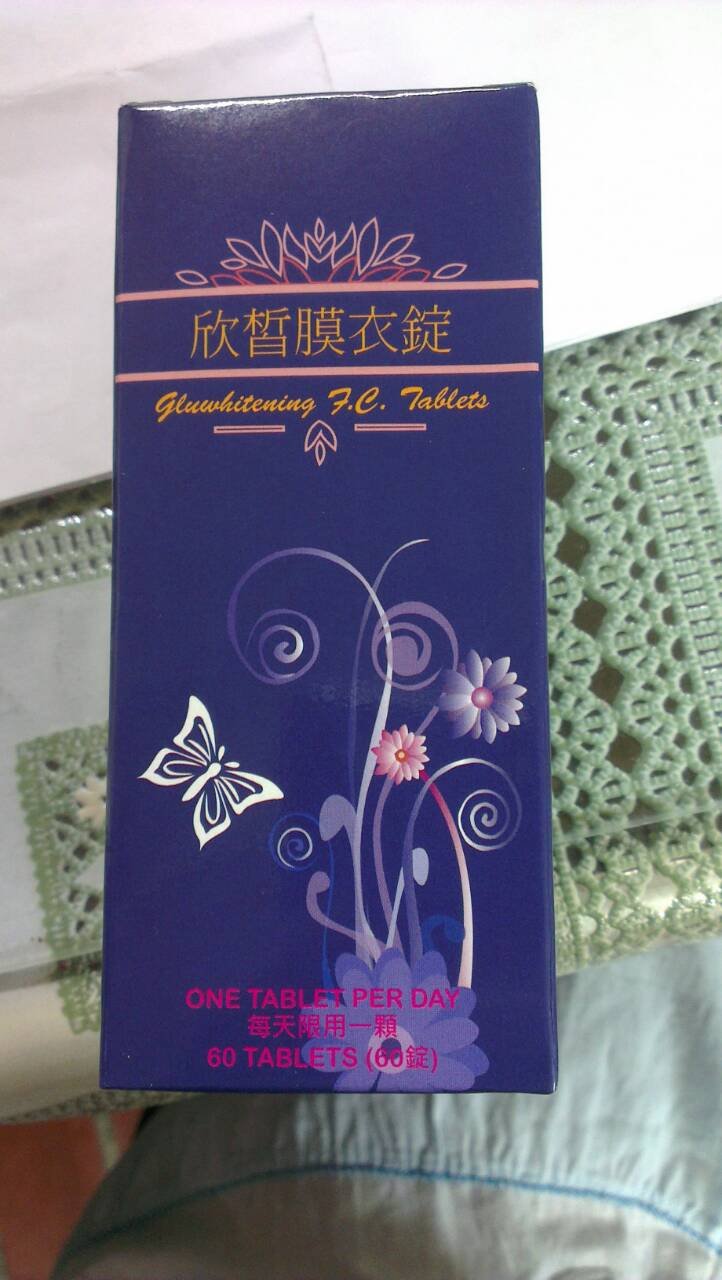 欣皙膜衣錠
Gluwhitening F.C. Tablets
ONE TABLET PER DAY
每天限用一顆
60 TABLETS (60錠)